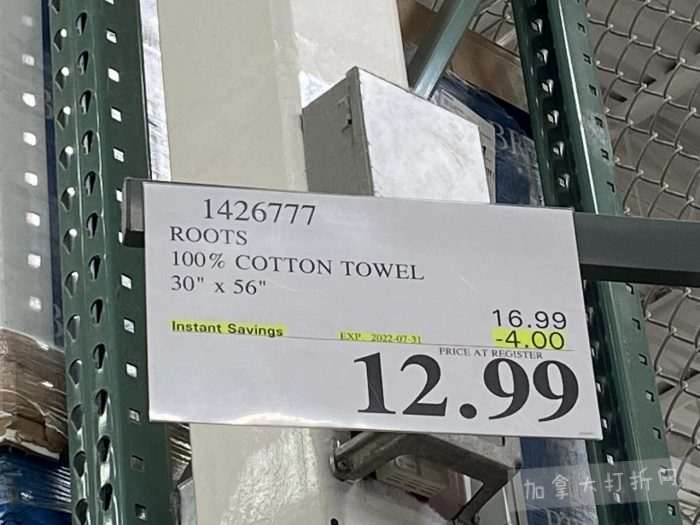 1426777
ROOTS
100% COTTON TOWEL
30" x 56"
16.99
Instant Savings EXP. 2022-07-31 -4.00
PRICE AT REGISTER
12.99
加拿大打折网